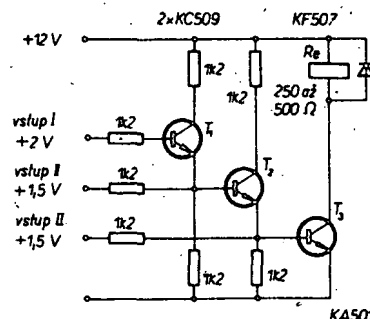 2×KC509 KF507
+12 V
1k2
1k2
Re
250 až
500 Ω
vstup I
+2 V
1k2
T1
vstup II
+1,5 V
1k2
T2
vstup II
+1,5 V
1k2
T3
1k2
1k2
KA501